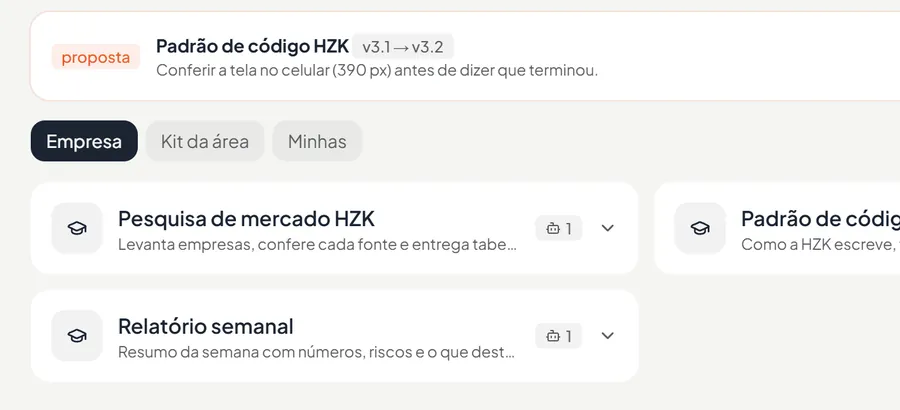 proposta
Padrão de código HZK v3.1→v3.2
Conferir a tela no celular (390 px) antes de dizer que terminou.
Empresa Kit da área Minhas
Pesquisa de mercado HZK
Levanta empresas, confere cada fonte e entrega tabe…
1
Padrão de códig
Como a HZK escreve,
Relatório semanal
Resumo da semana com números, riscos e o que dest…
1